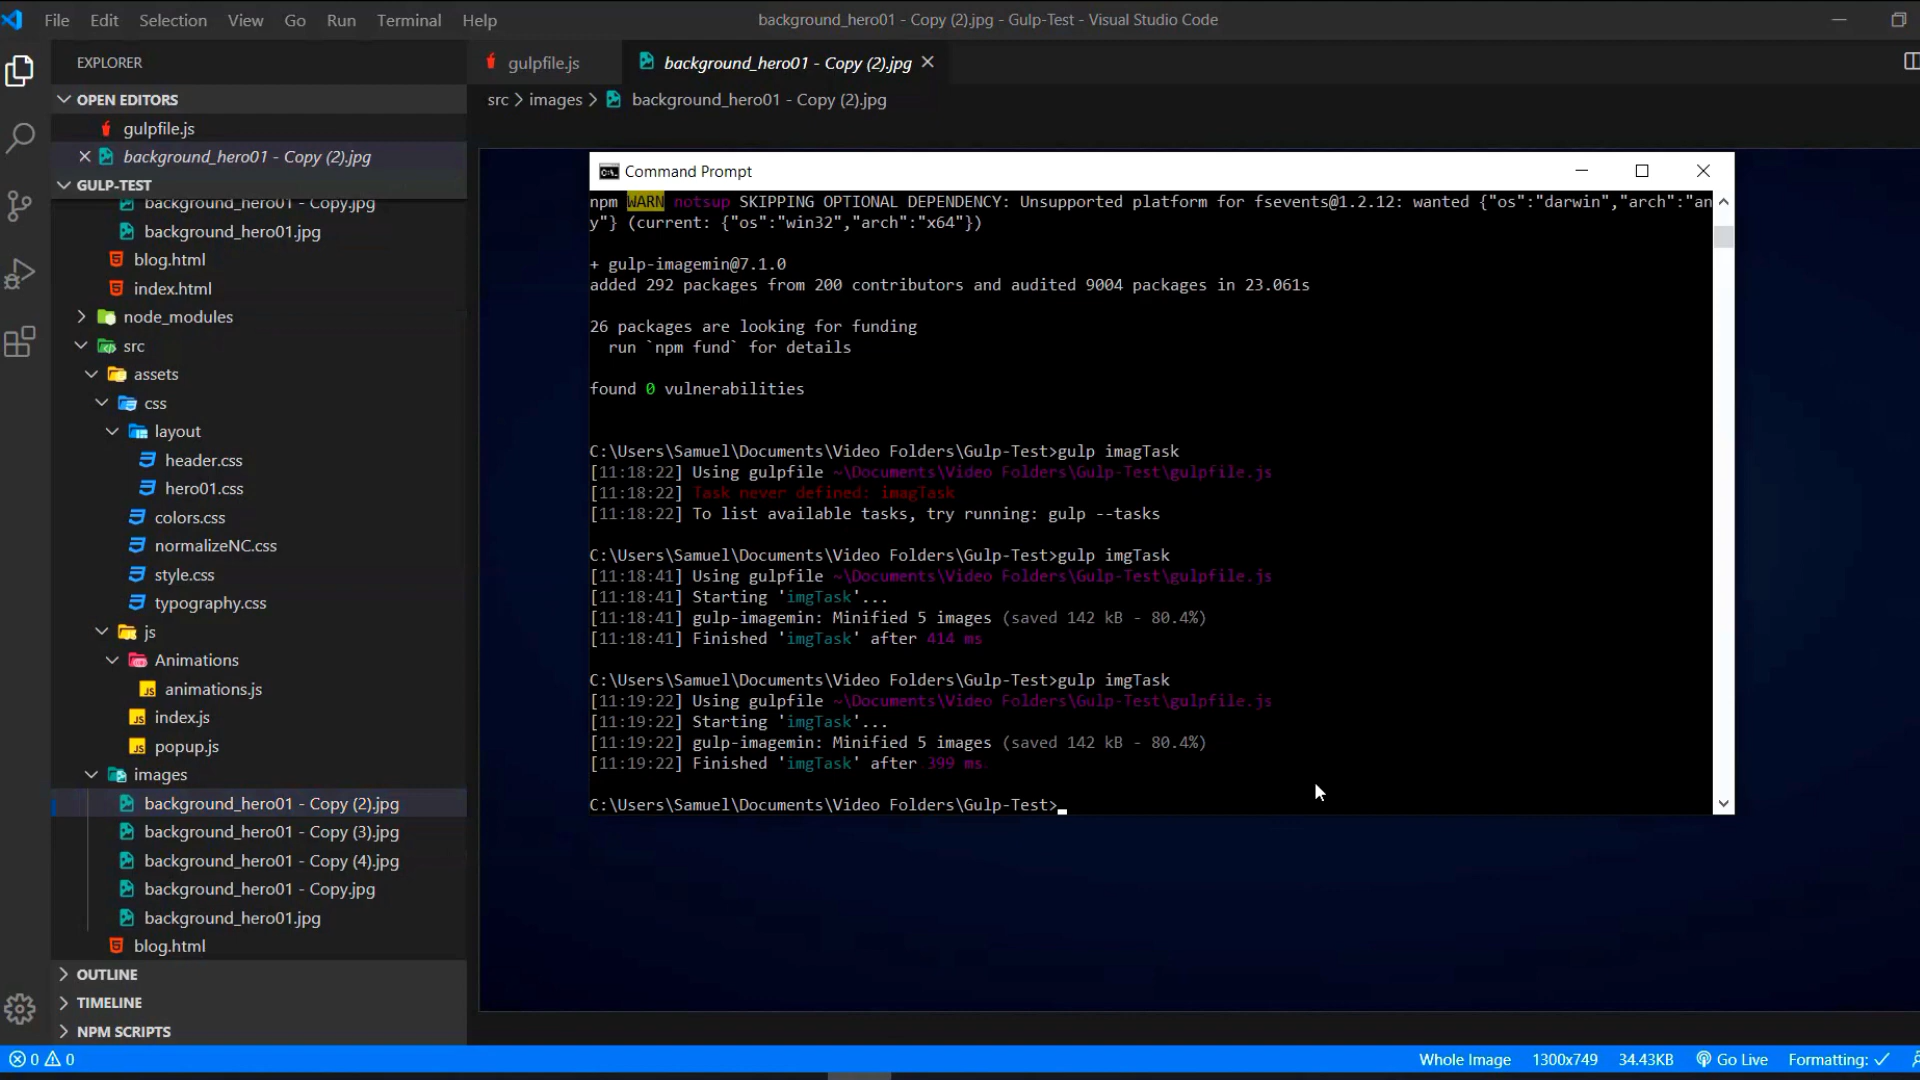 File Edit Selection View Go Run Terminal Help
background_hero01 - Copy (2).jpg - Gulp-Test - Visual Studio Code
EXPLORER
OPEN EDITORS
gulpfile.js
background_hero01 - Copy (2).jpg
GULP-TEST
background_hero01 - Copy.jpg
background_hero01.jpg
blog.html
index.html
node_modules
src
assets
css
layout
header.css
hero01.css
colors.css
normalizeNC.css
style.css
typography.css
js
Animations
animations.js
index.js
popup.js
images
background_hero01 - Copy (2).jpg
background_hero01 - Copy (3).jpg
background_hero01 - Copy (4).jpg
background_hero01 - Copy.jpg
background_hero01.jpg
blog.html
OUTLINE
TIMELINE
NPM SCRIPTS
gulpfile.js
background_hero01 - Copy (2).jpg
src > images > background_hero01 - Copy (2).jpg
Command Prompt
npm WARN notsup SKIPPING OPTIONAL DEPENDENCY: Unsupported platform for fsevents@1.2.12: wanted {"os":"darwin","arch":"an
y"} (current: {"os":"win32","arch":"x64"})
+ gulp-imagemin@7.1.0
added 292 packages from 200 contributors and audited 9004 packages in 23.061s
26 packages are looking for funding
run `npm fund` for details
found 0 vulnerabilities
C:\Users\Samuel\Documents\Video Folders\Gulp-Test>gulp imagTask
[11:18:22] Using gulpfile ~\Documents\Video Folders\Gulp-Test\gulpfile.js
[11:18:22] Task never defined: imagTask
[11:18:22] To list available tasks, try running: gulp --tasks
C:\Users\Samuel\Documents\Video Folders\Gulp-Test>gulp imgTask
[11:18:41] Using gulpfile ~\Documents\Video Folders\Gulp-Test\gulpfile.js
[11:18:41] Starting 'imgTask'...
[11:18:41] gulp-imagemin: Minified 5 images (saved 142 kB - 80.4%)
[11:18:41] Finished 'imgTask' after 414 ms
C:\Users\Samuel\Documents\Video Folders\Gulp-Test>gulp imgTask
[11:19:22] Using gulpfile ~\Documents\Video Folders\Gulp-Test\gulpfile.js
[11:19:22] Starting 'imgTask'...
[11:19:22] gulp-imagemin: Minified 5 images (saved 142 kB - 80.4%)
[11:19:22] Finished 'imgTask' after 399 ms
C:\Users\Samuel\Documents\Video Folders\Gulp-Test>
0 0
Whole Image 1300x749 34.43KB Go Live Formatting: ✓